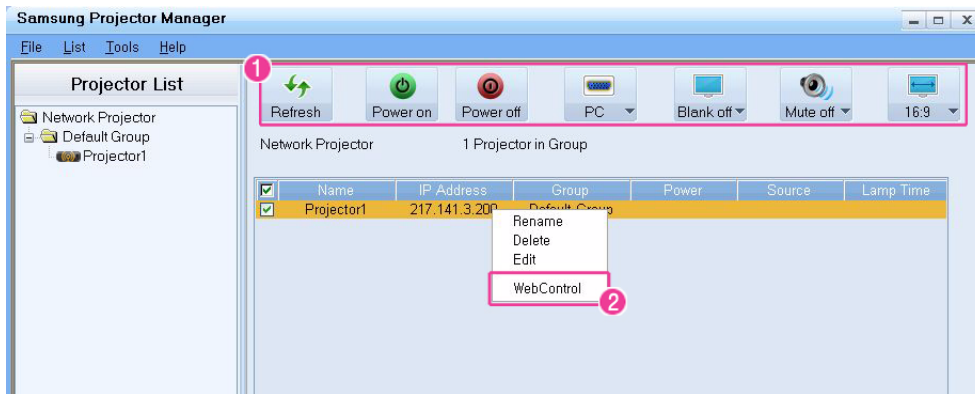 Samsung Projector Manager
File List Tools Help
1
Projector List
Refresh Power on Power off PC Blank off Mute off 16:9
Network Projector
Default Group
Projector1
Network Projector 1 Projector in Group
Name IP Address Group Power Source Lamp Time
Projector1 217.141.3.200 Default Group
Rename
Delete
Edit
WebControl
2